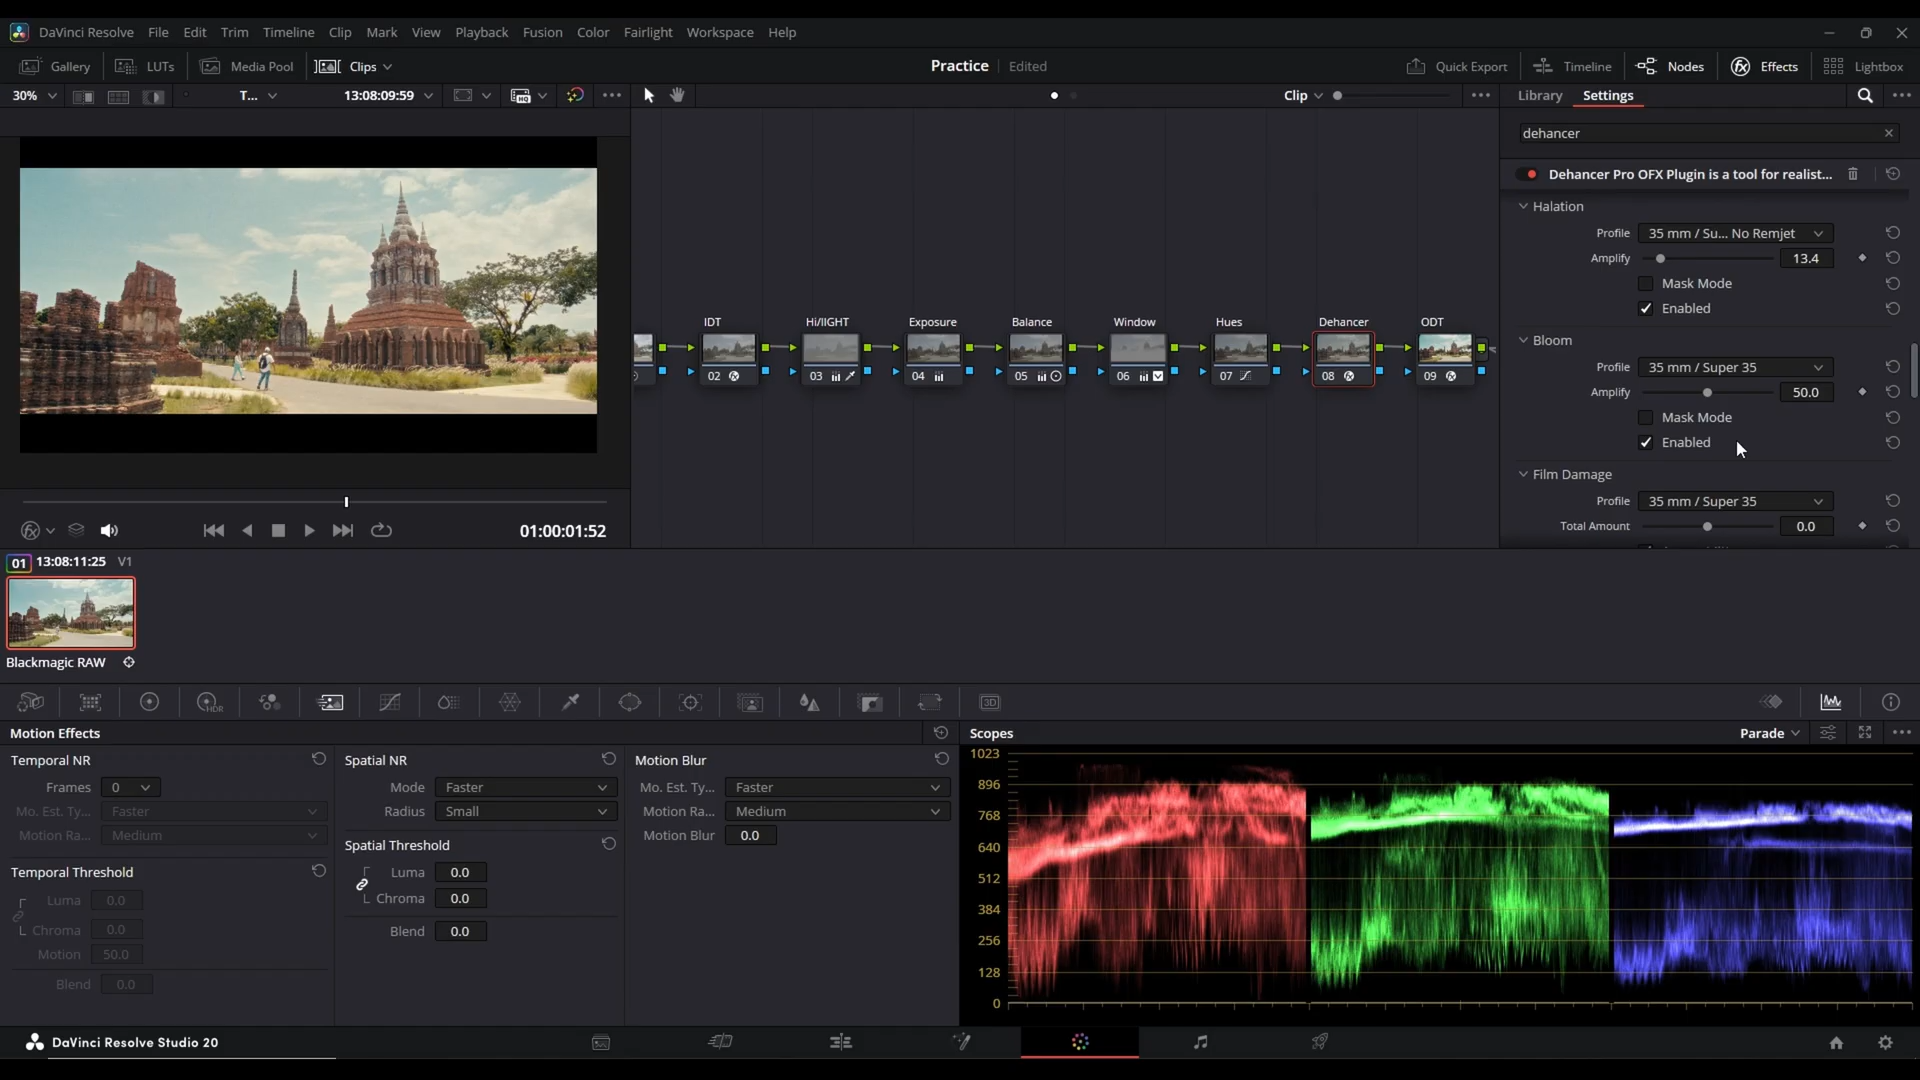 DaVinci Resolve File Edit Trim Timeline Clip Mark View Playback Fusion Color Fairlight Workspace Help
Gallery LUTs Media Pool Clips Practice Edited Quick Export Timeline Nodes Effects Lightbox
30% T... 13:08:09:59 HQ Clip Library Settings
dehancer
Dehancer Pro OFX Plugin is a tool for realist...
Halation
Profile 35 mm / Su... No Remjet
Amplify 13.4
Mask Mode
Enabled
Bloom
Profile 35 mm / Super 35
Amplify 50.0
Mask Mode
Enabled
Film Damage
Profile 35 mm / Super 35
Total Amount 0.0
IDT Hi/lIGHT Exposure Balance Window Hues Dehancer ODT
02 03 04 05 06 07 08 09
01:00:01:52
01 13:08:11:25 V1
Blackmagic RAW
HDR
3D
Motion Effects
Temporal NR
Frames 0
Mo. Est. Ty... Faster
Motion Ra... Medium
Temporal Threshold
Luma 0.0
Chroma 0.0
Motion 50.0
Blend 0.0
Spatial NR
Mode Faster
Radius Small
Spatial Threshold
Luma 0.0
Chroma 0.0
Blend 0.0
Motion Blur
Mo. Est. Ty... Faster
Motion Ra... Medium
Motion Blur 0.0
Scopes Parade
1023
896
768
640
512
384
256
128
0
DaVinci Resolve Studio 20